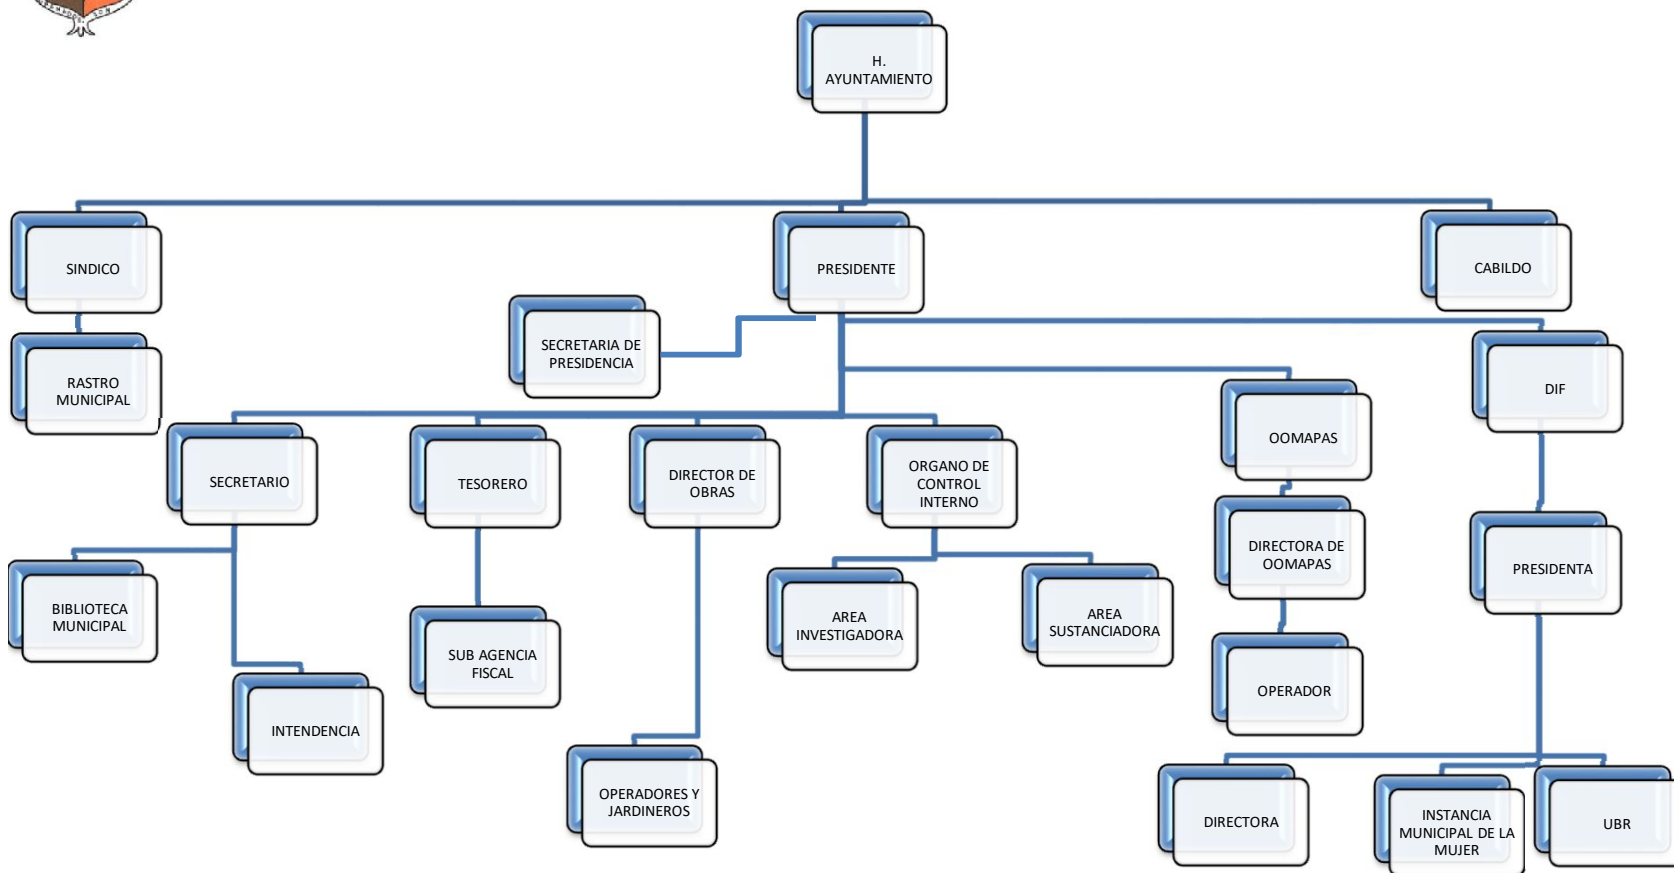 H.
AYUNTAMIENTO
SINDICO
PRESIDENTE
CABILDO
SECRETARIA DE
PRESIDENCIA
RASTRO
MUNICIPAL
DIF
OOMAPAS
SECRETARIO
TESORERO
DIRECTOR DE
OBRAS
ORGANO DE
CONTROL
INTERNO
DIRECTORA DE
OOMAPAS
PRESIDENTA
BIBLIOTECA
MUNICIPAL
AREA
INVESTIGADORA
AREA
SUSTANCIADORA
SUB AGENCIA
FISCAL
OPERADOR
INTENDENCIA
OPERADORES Y
JARDINEROS
DIRECTORA
INSTANCIA
MUNICIPAL DE LA
MUJER
UBR